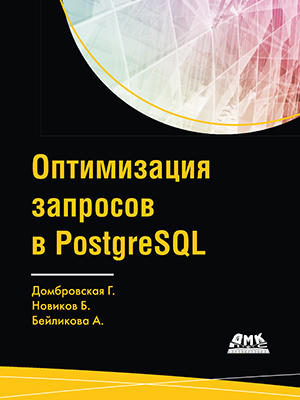 Оптимизация
запросов
в PostgreSQL
Домбровская Г.
Новиков Б.
Бейликова А.
ДМК